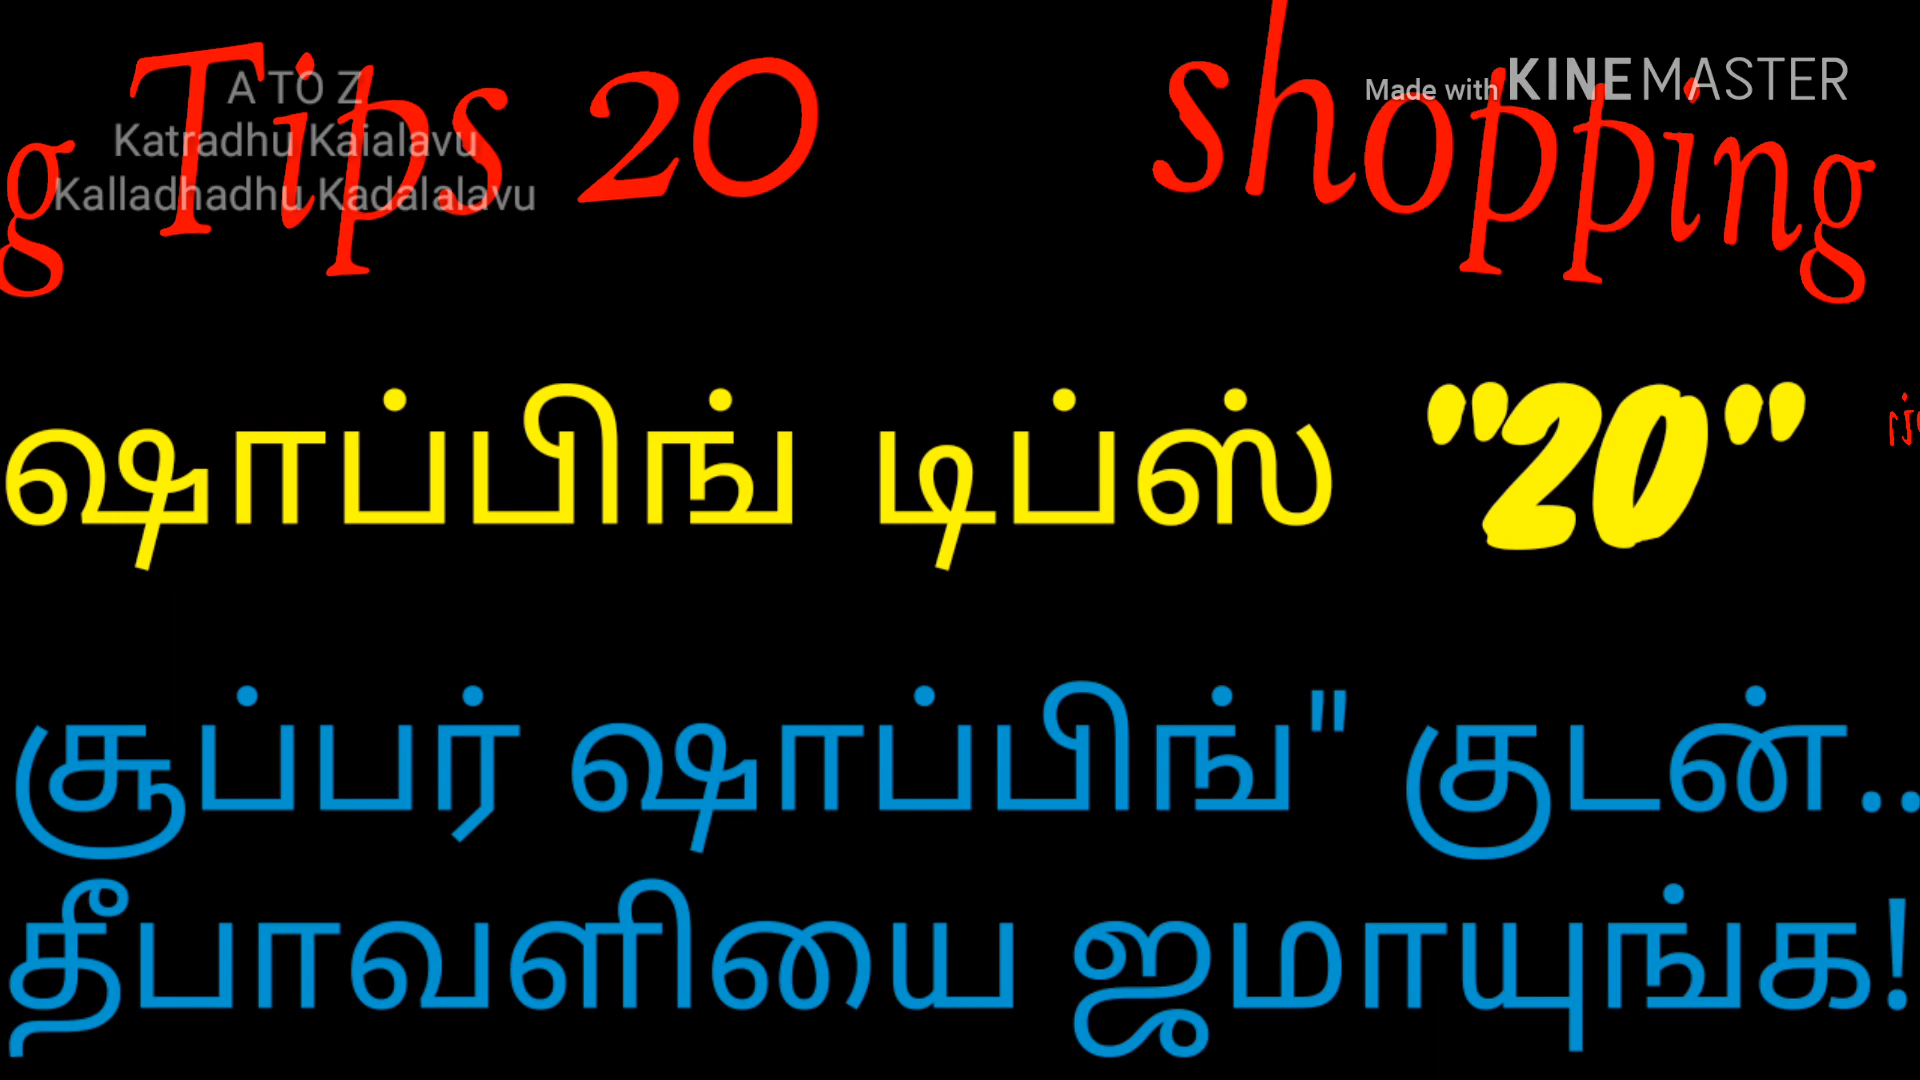 g Tips 20 shopping
A TO Z
Katradhu Kaialavu
Kalladhadhu Kadalalavu
Made with KINEMASTER
ஷாப்பிங் டிப்ஸ் "20"
சூப்பர் ஷாப்பிங்" குடன்..
தீபாவளியை ஜமாயுங்க!